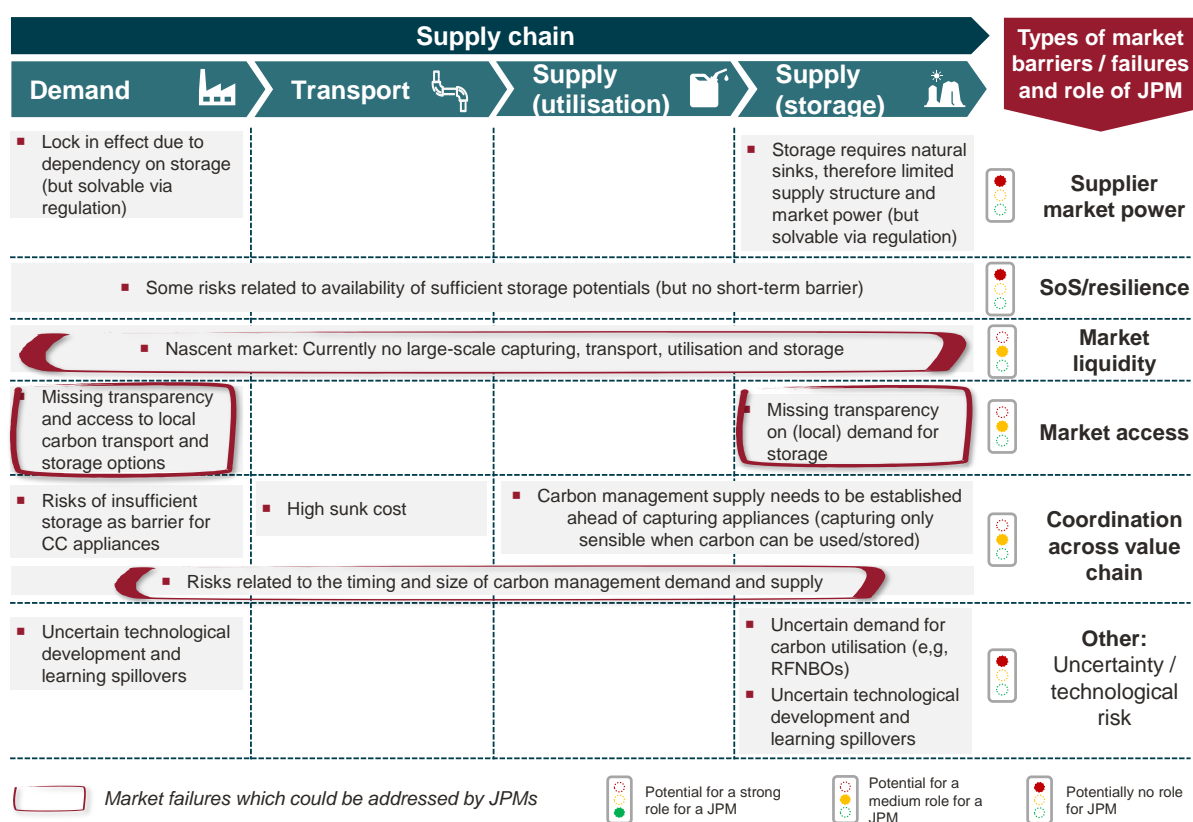 Supply chain
Types of market
barriers / failures
and role of JPM
Demand
Transport
Supply
(utilisation)
Supply
(storage)
▪ Lock in effect due to
dependency on storage
(but solvable via
regulation)
▪ Storage requires natural
sinks, therefore limited
supply structure and
market power (but
solvable via regulation)
Supplier
market power
▪ Some risks related to availability of sufficient storage potentials (but no short-term barrier)
SoS/resilience
▪ Nascent market: Currently no large-scale capturing, transport, utilisation and storage
Market
liquidity
▪ Missing transparency
and access to local
carbon transport and
storage options
▪ Missing transparency
on (local) demand for
storage
Market access
▪ Risks of insufficient
storage as barrier for
CC appliances
▪ High sunk cost
▪ Carbon management supply needs to be established
ahead of capturing appliances (capturing only
sensible when carbon can be used/stored)
▪ Risks related to the timing and size of carbon management demand and supply
Coordination
across value
chain
▪ Uncertain technological
development and
learning spillovers
▪ Uncertain demand for
carbon utilisation (e,g,
RFNBOs)
▪ Uncertain technological
development and
learning spillovers
Other:
Uncertainty /
technological
risk
Market failures which could be addressed by JPMs
Potential for a strong
role for a JPM
Potential for a
medium role for a
JPM
Potentially no role
for JPM